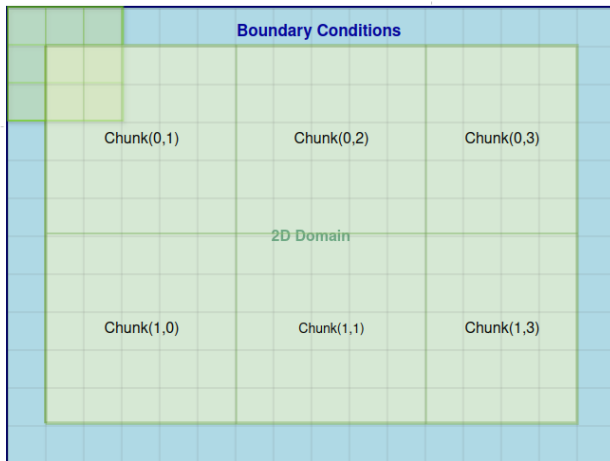 Boundary Conditions
Chunk(0,1)
Chunk(0,2)
Chunk(0,3)
2D Domain
Chunk(1,0)
Chunk(1,1)
Chunk(1,3)